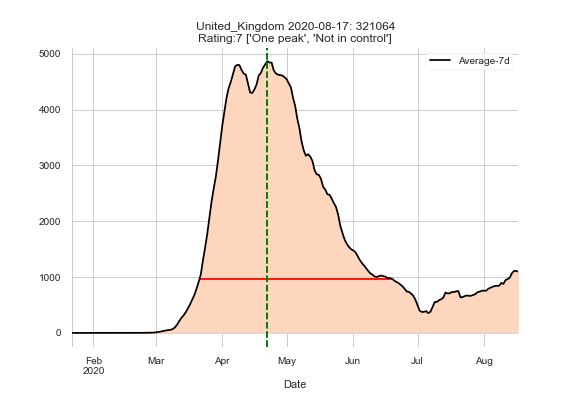 United_Kingdom 2020-08-17: 321064
Rating:7 ['One peak', 'Not in control']
Average-7d
5000
4000
3000
2000
1000
0
Feb
2020
Mar
Apr
May
Jun
Jul
Aug
Date